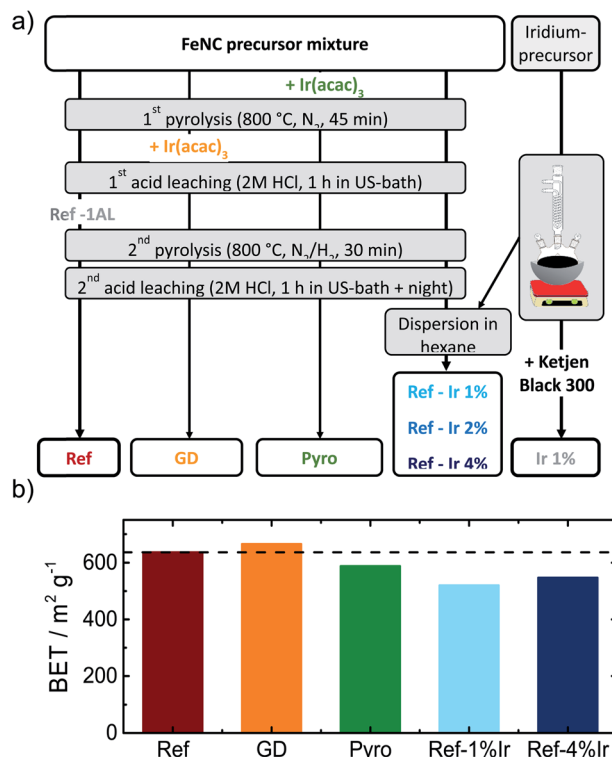 a)
FeNC precursor mixture
Iridium-
precursor
+ Ir(acac)₃
1ˢᵗ pyrolysis (800 °C, N₂, 45 min)
+ Ir(acac)₃
1ˢᵗ acid leaching (2M HCl, 1 h in US-bath)
Ref -1AL
2ⁿᵈ pyrolysis (800 °C, N₂/H₂, 30 min)
2ⁿᵈ acid leaching (2M HCl, 1 h in US-bath + night)
Dispersion in
hexane
+ Ketjen
Black 300
Ref - Ir 1%
Ref - Ir 2%
Ref - Ir 4%
Ref
GD
Pyro
Ir 1%
b)
BET / m² g⁻¹
600
400
200
0
Ref
GD
Pyro
Ref-1%Ir
Ref-4%Ir